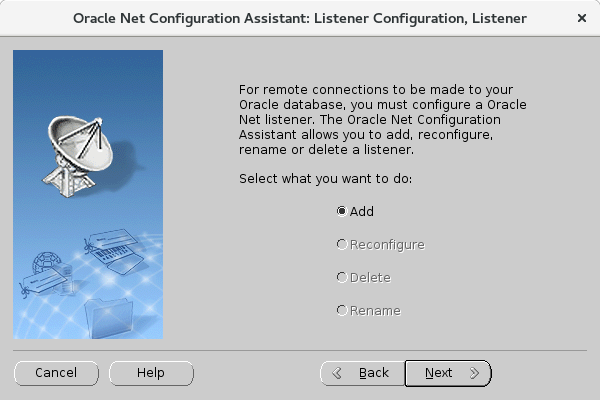 Oracle Net Configuration Assistant: Listener Configuration, Listener
For remote connections to be made to your
Oracle database, you must configure a Oracle
Net listener. The Oracle Net Configuration
Assistant allows you to add, reconfigure,
rename or delete a listener.
Select what you want to do:
Add
Reconfigure
Delete
Rename
Cancel
Help
Back
Next